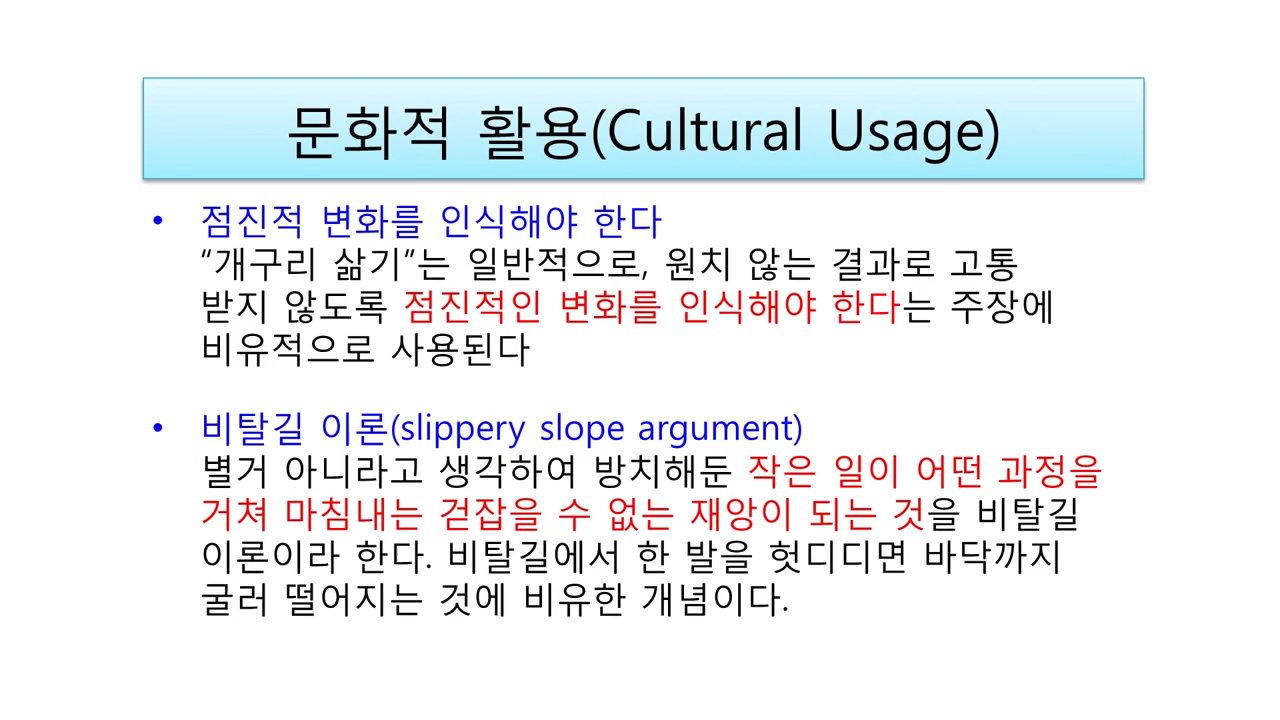 문화적 활용(Cultural Usage)
• 점진적 변화를 인식해야 한다
“개구리 삶기”는 일반적으로, 원치 않는 결과로 고통
받지 않도록 점진적인 변화를 인식해야 한다는 주장에
비유적으로 사용된다
• 비탈길 이론(slippery slope argument)
별거 아니라고 생각하여 방치해둔 작은 일이 어떤 과정을
거쳐 마침내는 걷잡을 수 없는 재앙이 되는 것을 비탈길
이론이라 한다. 비탈길에서 한 발을 헛디디면 바닥까지
굴러 떨어지는 것에 비유한 개념이다.